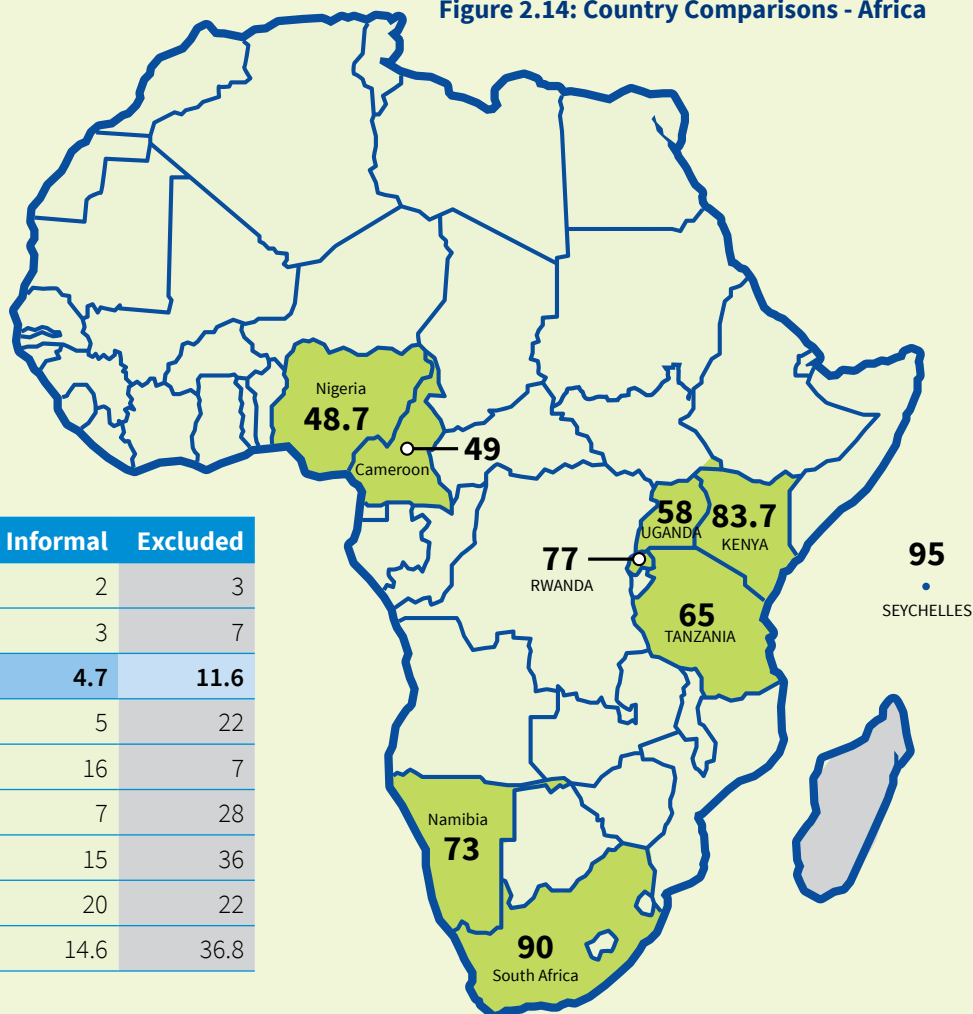 Figure 2.14: Country Comparisons - Africa
Nigeria
48.7
49
Cameroon
58
UGANDA
83.7
KENYA
77
RWANDA
95
SEYCHELLES
65
TANZANIA
Namibia
73
90
South Africa
Informal Excluded
2 3
3 7
4.7 11.6
5 22
16 7
7 28
15 36
20 22
14.6 36.8